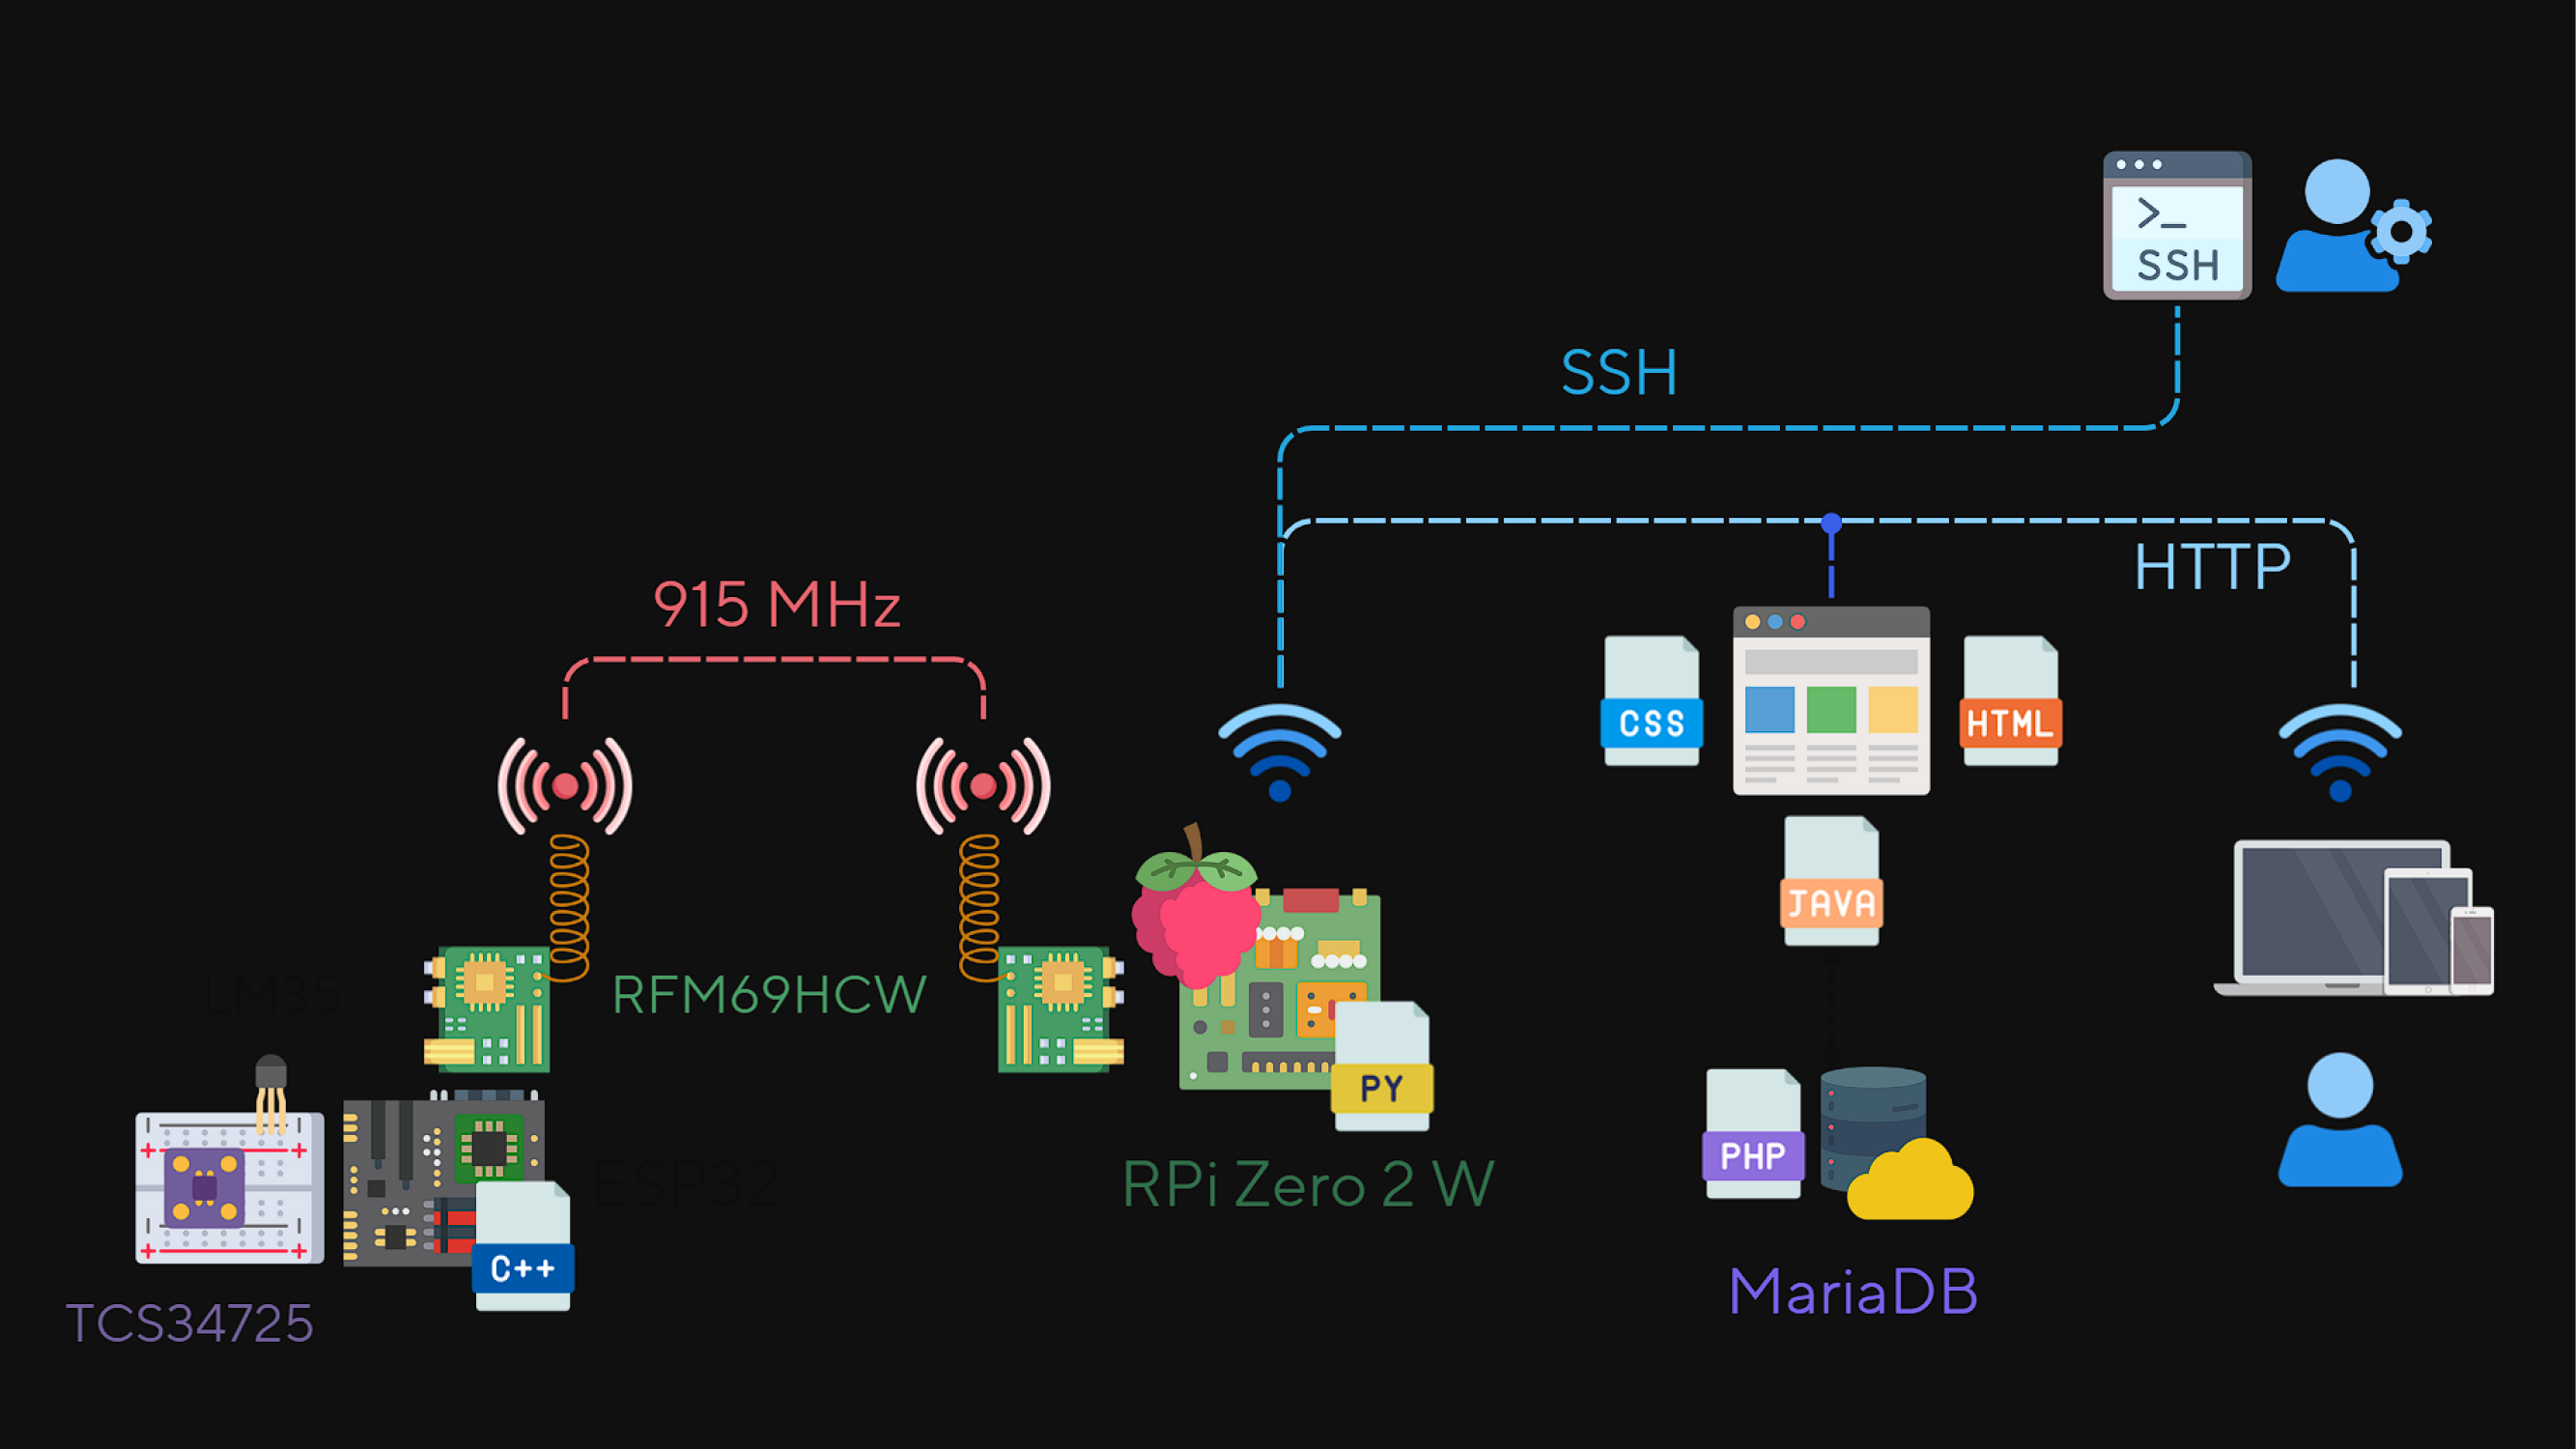 >_
SSH
SSH
HTTP
915 MHz
CSS
HTML
JAVA
LM35
RFM69HCW
PY
PHP
ESP32
RPi Zero 2 W
C++
MariaDB
TCS34725